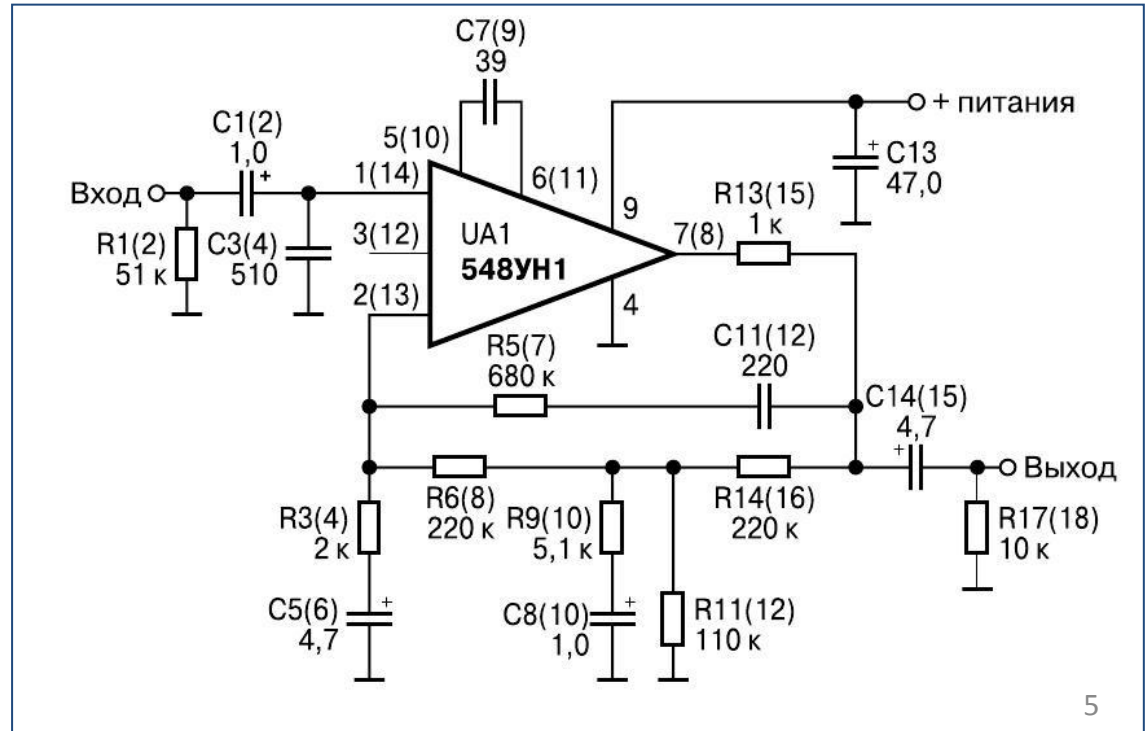 C7(9)
39
+ питания
C1(2)
1,0
+
5(10)
6(11)
+
C13
47,0
Вход
1(14)
R13(15)
1 к
9
R1(2)
51 к
C3(4)
510
3(12)
UA1
548УН1
7(8)
2(13)
4
R5(7)
680 к
C11(12)
220
C14(15)
4,7
+
Выход
R6(8)
220 к
R14(16)
220 к
R3(4)
2 к
R9(10)
5,1 к
R17(18)
10 к
C5(6)
4,7
+
C8(10)
1,0
+
R11(12)
110 к
5